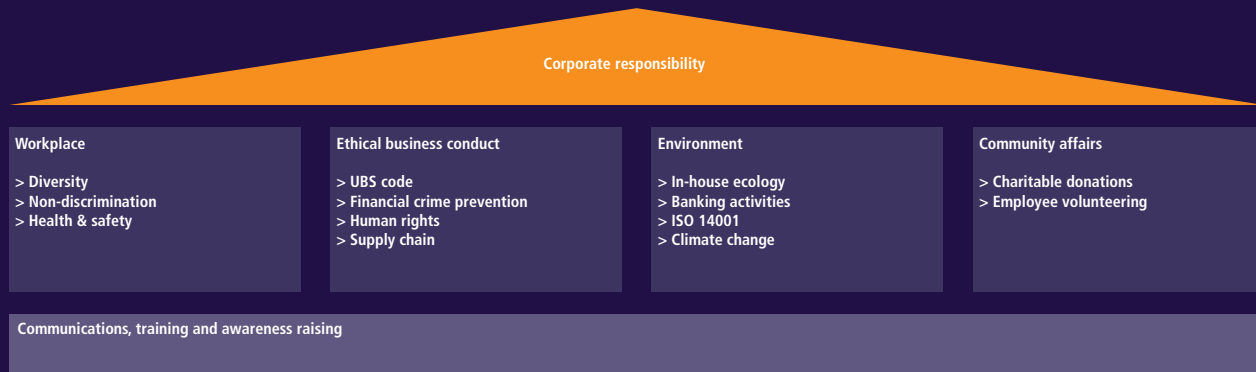 Corporate responsibility
Workplace
> Diversity
> Non-discrimination
> Health & safety
Ethical business conduct
> UBS code
> Financial crime prevention
> Human rights
> Supply chain
Environment
> In-house ecology
> Banking activities
> ISO 14001
> Climate change
Community affairs
> Charitable donations
> Employee volunteering
Communications, training and awareness raising